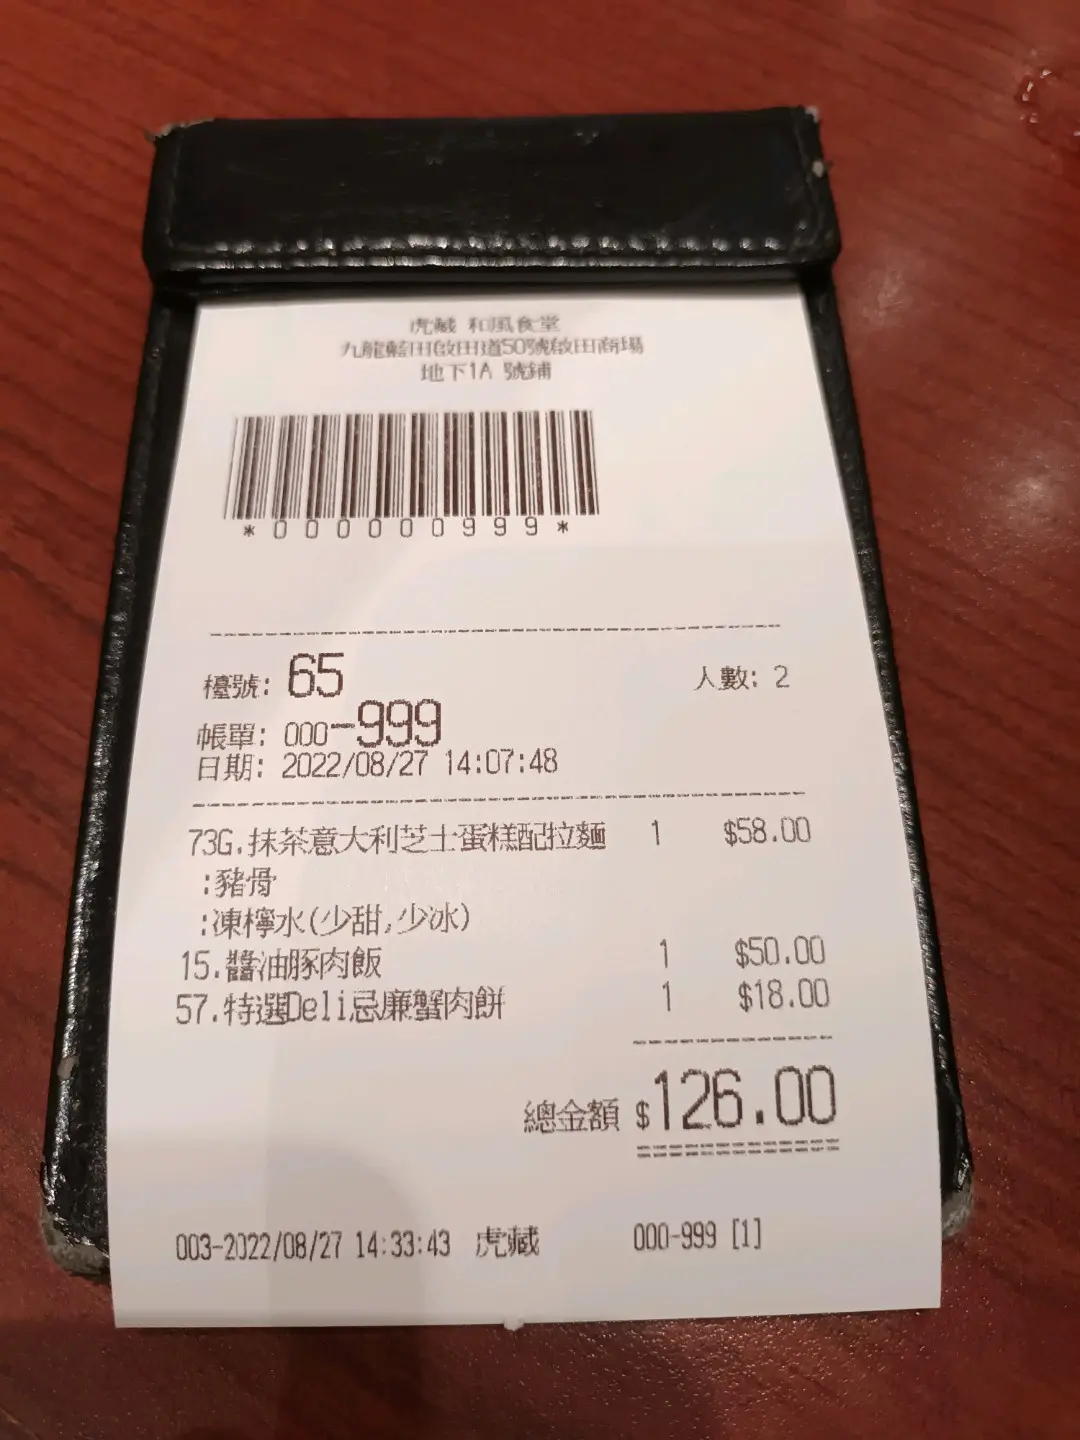 虎藏 和風食堂
九龍藍田啟田道50號啟田商場
地下1A 號鋪
*000000999*
檯號: 65 人數: 2
帳單: 000-999
日期: 2022/08/27 14:07:48
73G.抹茶意大利芝士蛋糕配拉麵 1 $58.00
:豬骨
:凍檸水(少甜,少冰)
15.醬油豚肉飯 1 $50.00
57.特選Deli忌廉蟹肉餅 1 $18.00
總金額 $126.00
003-2022/08/27 14:33:43 虎藏 000-999 [1]